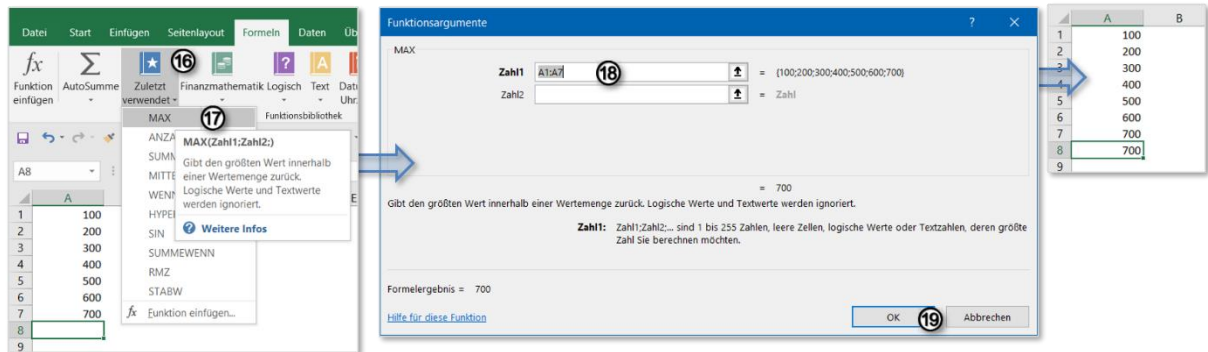 Datei Start Einfügen Seitenlayout Formeln Daten Üb
16
fx Σ
Funktion einfügen
AutoSumme
Zuletzt verwendet
Finanzmathematik
Logisch
Text
Datu
Uhrz
Funktionsbibliothek
MAX
17
ANZA
SUMM
MITTE
WENN
HYPE
SIN
SUMMEWENN
RMZ
STABW
fx Funktion einfügen...
MAX(Zahl1;Zahl2;)
Gibt den größten Wert innerhalb
einer Wertemenge zurück.
Logische Werte und Textwerte
werden ignoriert.
Weitere Infos
A8
A E
1 100
2 200
3 300
4 400
5 500
6 600
7 700
8
9
Funktionsargumente ? ×
MAX
Zahl1 A1:A7 18 = {100;200;300;400;500;600;700}
Zahl2 = Zahl
= 700
Gibt den größten Wert innerhalb einer Wertemenge zurück. Logische Werte und Textwerte werden ignoriert.
Zahl1: Zahl1;Zahl2;... sind 1 bis 255 Zahlen, leere Zellen, logische Werte oder Textzahlen, deren größte
Zahl Sie berechnen möchten.
Formelergebnis = 700
Hilfe für diese Funktion
OK 19 Abbrechen
A B
1 100
2 200
3 300
4 400
5 500
6 600
7 700
8 700
9